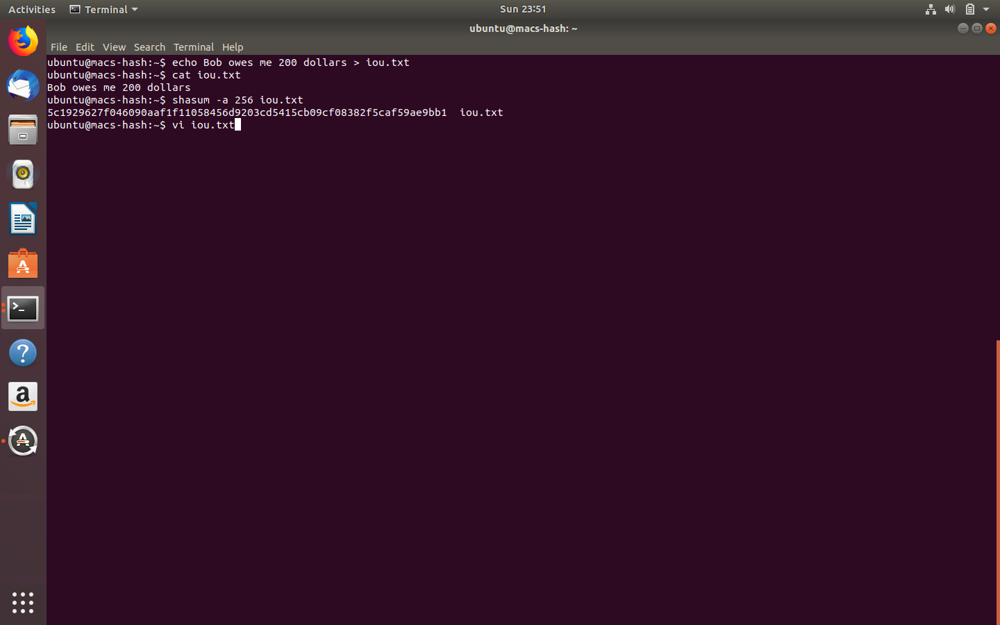 Activities Terminal Sun 23:51
ubuntu@macs-hash: ~
File Edit View Search Terminal Help
ubuntu@macs-hash:~$ echo Bob owes me 200 dollars > iou.txt
ubuntu@macs-hash:~$ cat iou.txt
Bob owes me 200 dollars
ubuntu@macs-hash:~$ shasum -a 256 iou.txt
5c1929627f046090aaf1f11058456d9203cd5415cb09cf08382f5caf59ae9bb1  iou.txt
ubuntu@macs-hash:~$ vi iou.txt